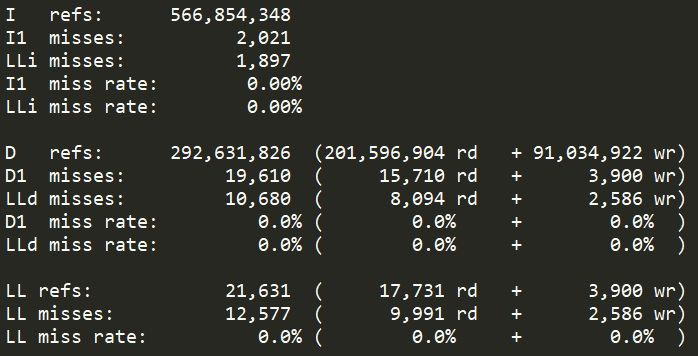 I   refs:      566,854,348
I1  misses:          2,021
LLi misses:          1,897
I1  miss rate:        0.00%
LLi miss rate:        0.00%

D   refs:      292,631,826  (201,596,904 rd   + 91,034,922 wr)
D1  misses:         19,610  (     15,710 rd   +      3,900 wr)
LLd misses:         10,680  (      8,094 rd   +      2,586 wr)
D1  miss rate:         0.0% (        0.0%     +        0.0%  )
LLd miss rate:         0.0% (        0.0%     +        0.0%  )

LL refs:            21,631  (     17,731 rd   +      3,900 wr)
LL misses:          12,577  (      9,991 rd   +      2,586 wr)
LL miss rate:          0.0% (        0.0%     +        0.0%  )